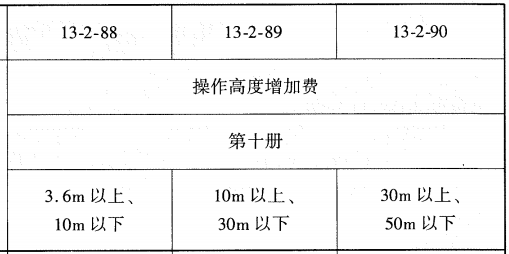 13-2-88 13-2-89 13-2-90
操作高度增加费
第十册
3.6m 以上、 10m 以上、 30m 以上、
10m 以下 30m 以下 50m 以下